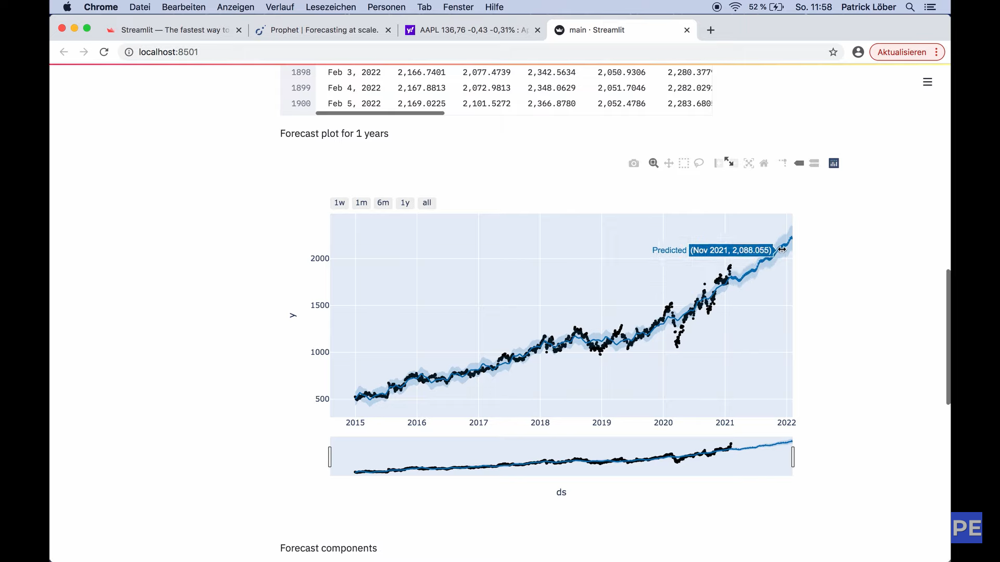 Chrome Datei Bearbeiten Anzeigen Verlauf Lesezeichen Personen Tab Fenster Hilfe 52 % So. 11:58 Patrick Löber
Streamlit — The fastest way to Prophet | Forecasting at scale. AAPL 136,76 -0,43 -0,31% : Ap main · Streamlit
localhost:8501 Aktualisieren
1898 Feb 3, 2022 2,166.7401 2,077.4739 2,342.5634 2,050.9306 2,280.377
1899 Feb 4, 2022 2,167.8813 2,072.9813 2,348.0629 2,051.7046 2,282.029
1900 Feb 5, 2022 2,169.0225 2,101.5272 2,366.8780 2,052.4786 2,283.680
Forecast plot for 1 years
1w 1m 6m 1y all
Predicted (Nov 2021, 2,088.055)
2000
1500
y
1000
500
2015 2016 2017 2018 2019 2020 2021 2022
ds
PE
Forecast components